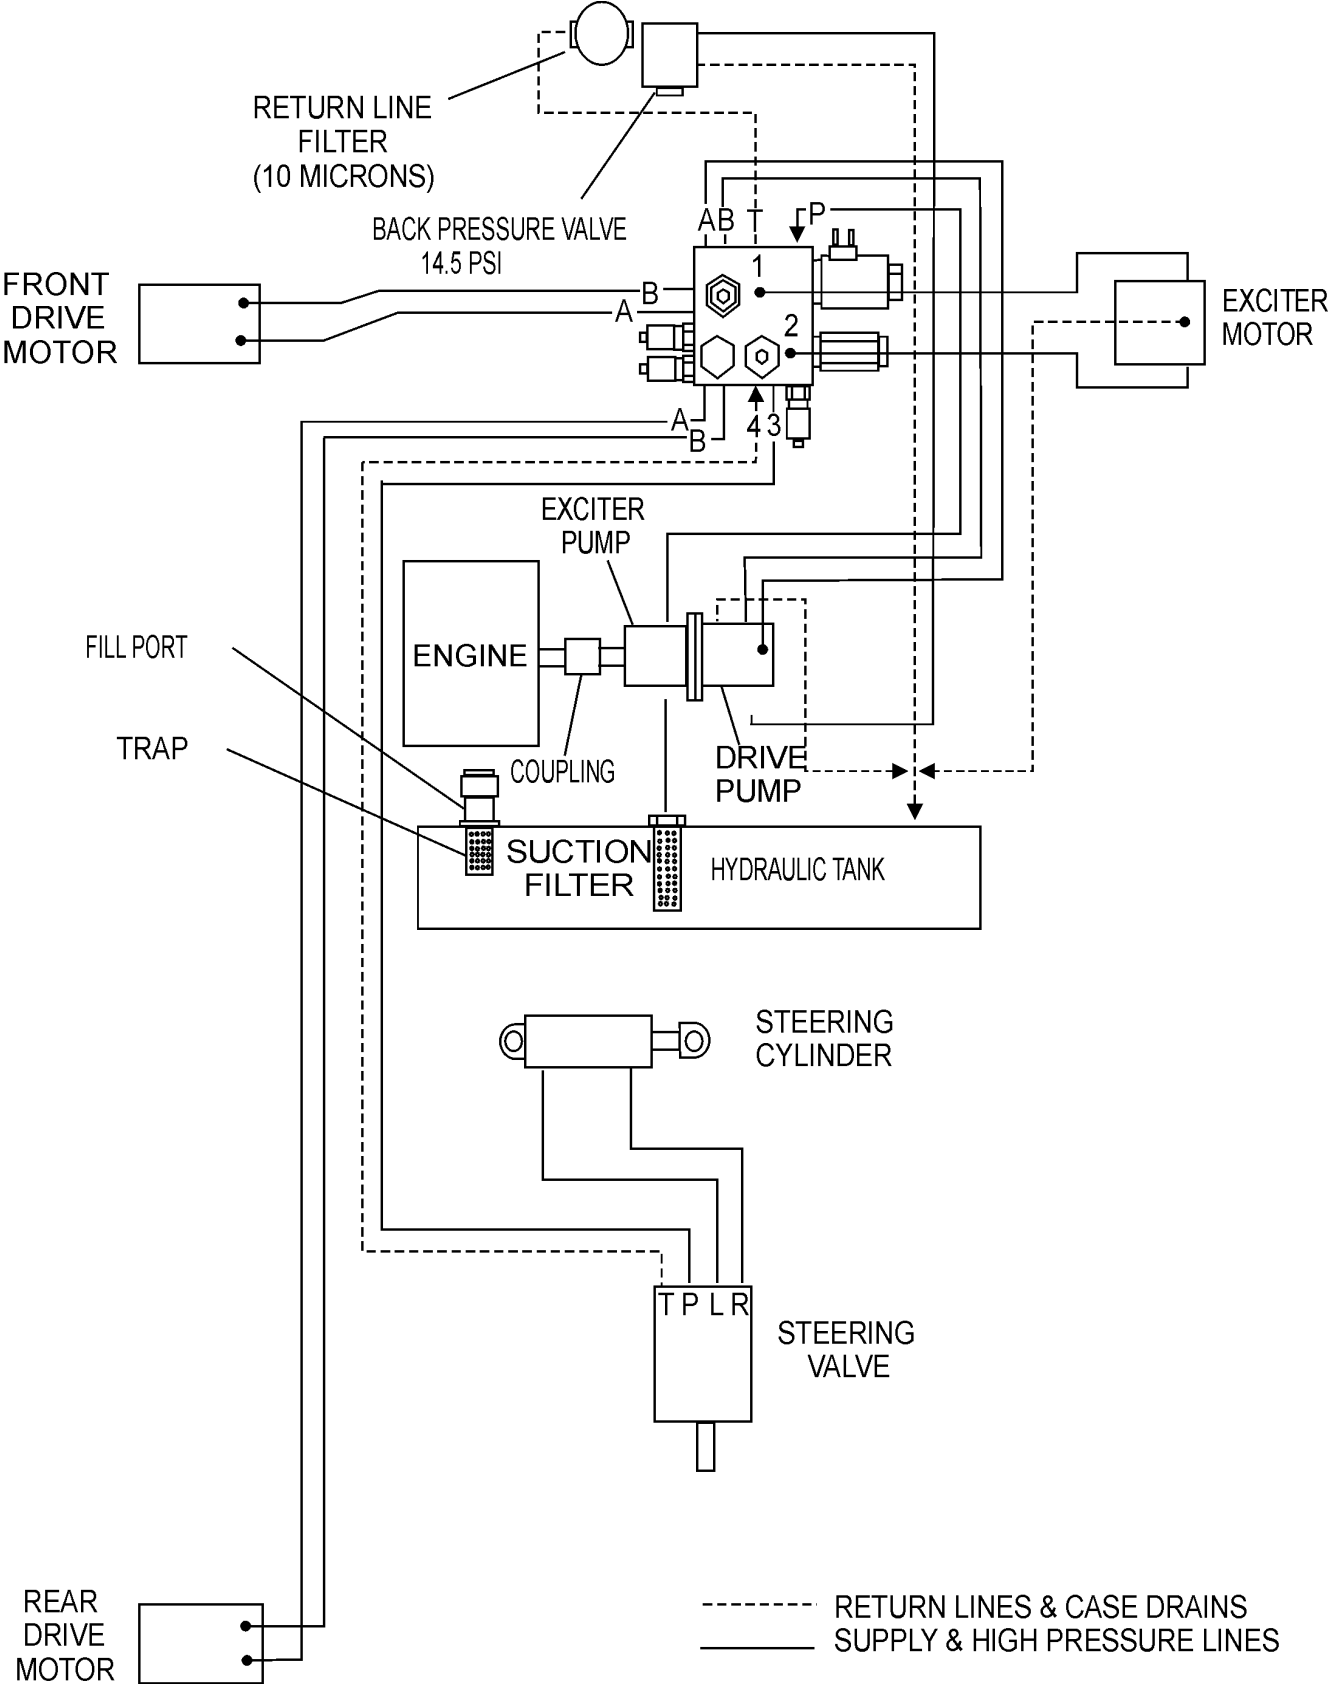 RETURN LINE
FILTER
(10 MICRONS)
BACK PRESSURE VALVE
14.5 PSI
A B T P
1
FRONT
DRIVE
MOTOR
B
A
2
EXCITER
MOTOR
A
B
4 3
EXCITER
PUMP
ENGINE
FILL PORT
TRAP
COUPLING
DRIVE
PUMP
SUCTION
FILTER
HYDRAULIC TANK
STEERING
CYLINDER
T P L R
STEERING
VALVE
REAR
DRIVE
MOTOR
RETURN LINES & CASE DRAINS
SUPPLY & HIGH PRESSURE LINES